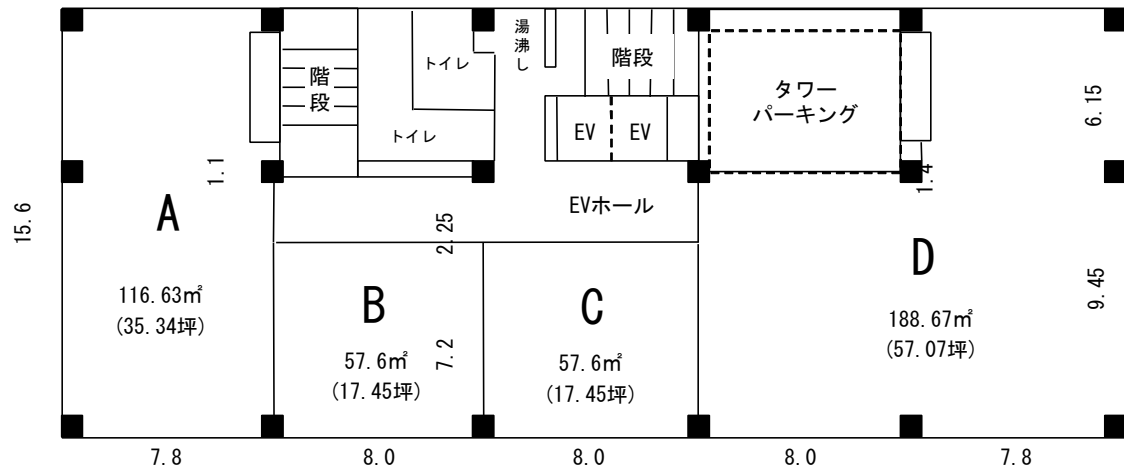 階段
トイレ
トイレ
湯沸し
階段
EV
EV
タワー
パーキング
6.15
1.1
1.4
15.6
A
116.63㎡
(35.34坪)
EVホール
2.25
B
57.6㎡
(17.45坪)
7.2
C
57.6㎡
(17.45坪)
D
188.67㎡
(57.07坪)
9.45
7.8
8.0
8.0
8.0
7.8